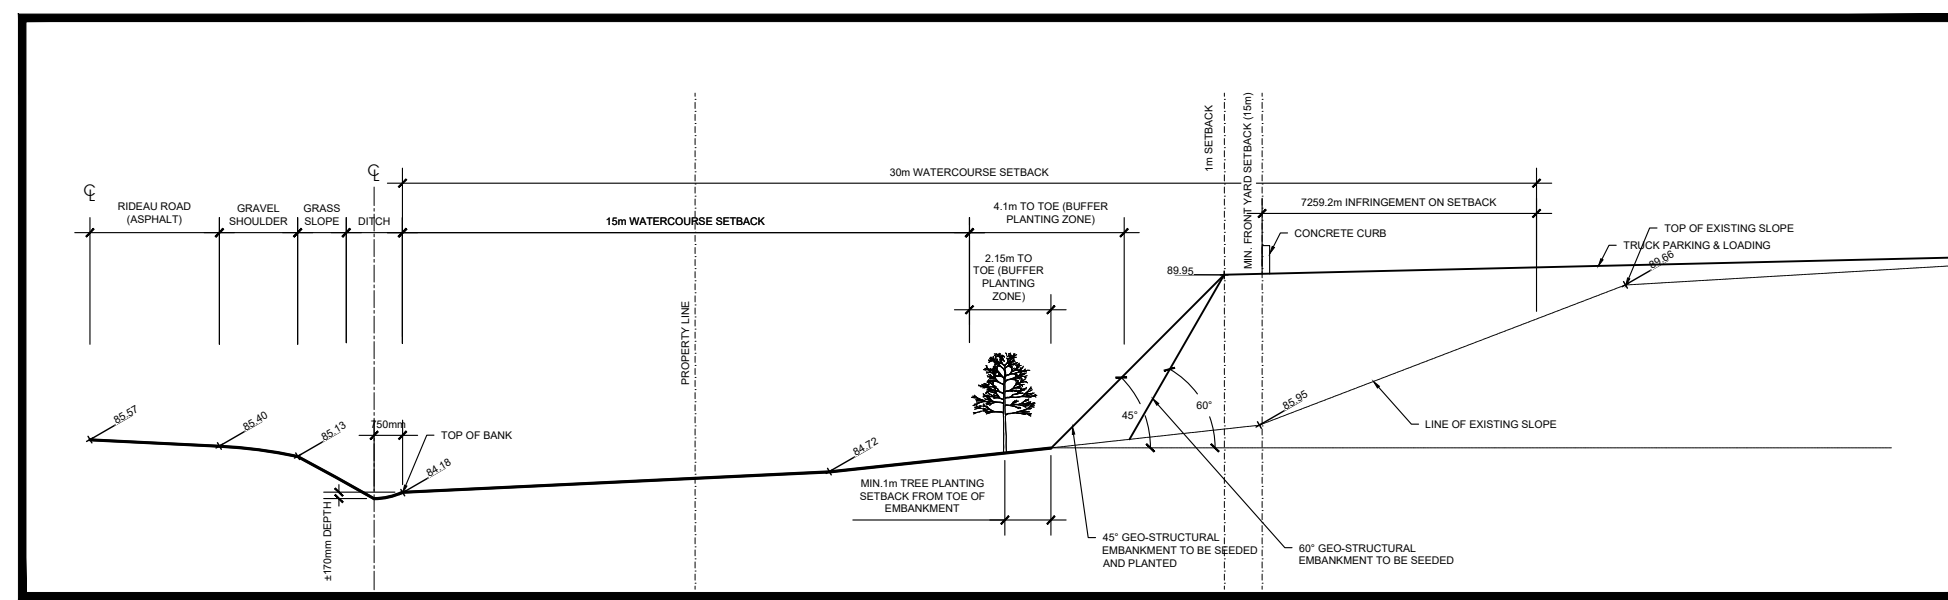 30m WATERCOURSE SETBACK
RIDEAU ROAD
(ASPHALT)
GRAVEL
SHOULDER
GRASS
SLOPE
DITCH
15m WATERCOURSE SETBACK
4.1m TO TOE (BUFFER
PLANTING ZONE)
2.15m TO
TOE (BUFFER
PLANTING
ZONE)
1m SETBACK
MIN. FRONT YARD SETBACK (15m)
7259.2m INFRINGEMENT ON SETBACK
CONCRETE CURB
TOP OF EXISTING SLOPE
TRUCK PARKING & LOADING
89.66
89.95
PROPERTY LINE
85.57
85.40
85.13
750mm
TOP OF BANK
84.18
84.72
45°
60°
85.95
LINE OF EXISTING SLOPE
±170mm DEPTH
MIN.1m TREE PLANTING
SETBACK FROM TOE OF
EMBANKMENT
45° GEO-STRUCTURAL
EMBANKMENT TO BE SEEDED
AND PLANTED
60° GEO-STRUCTURAL
EMBANKMENT TO BE SEEDED